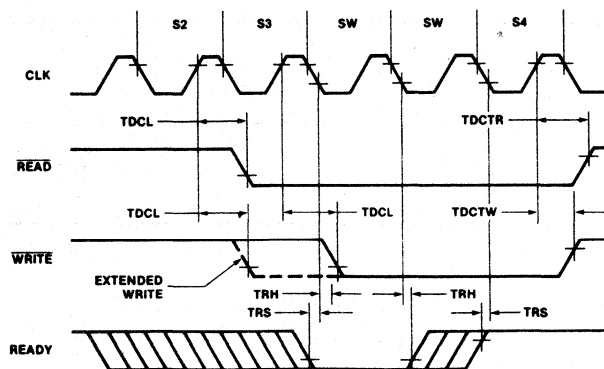 S2 S3 SW SW S4
CLK
TDCL TDCTR
READ
TDCL TDCL TDCTW
WRITE
EXTENDED
WRITE
TRH TRH
TRS TRS
READY